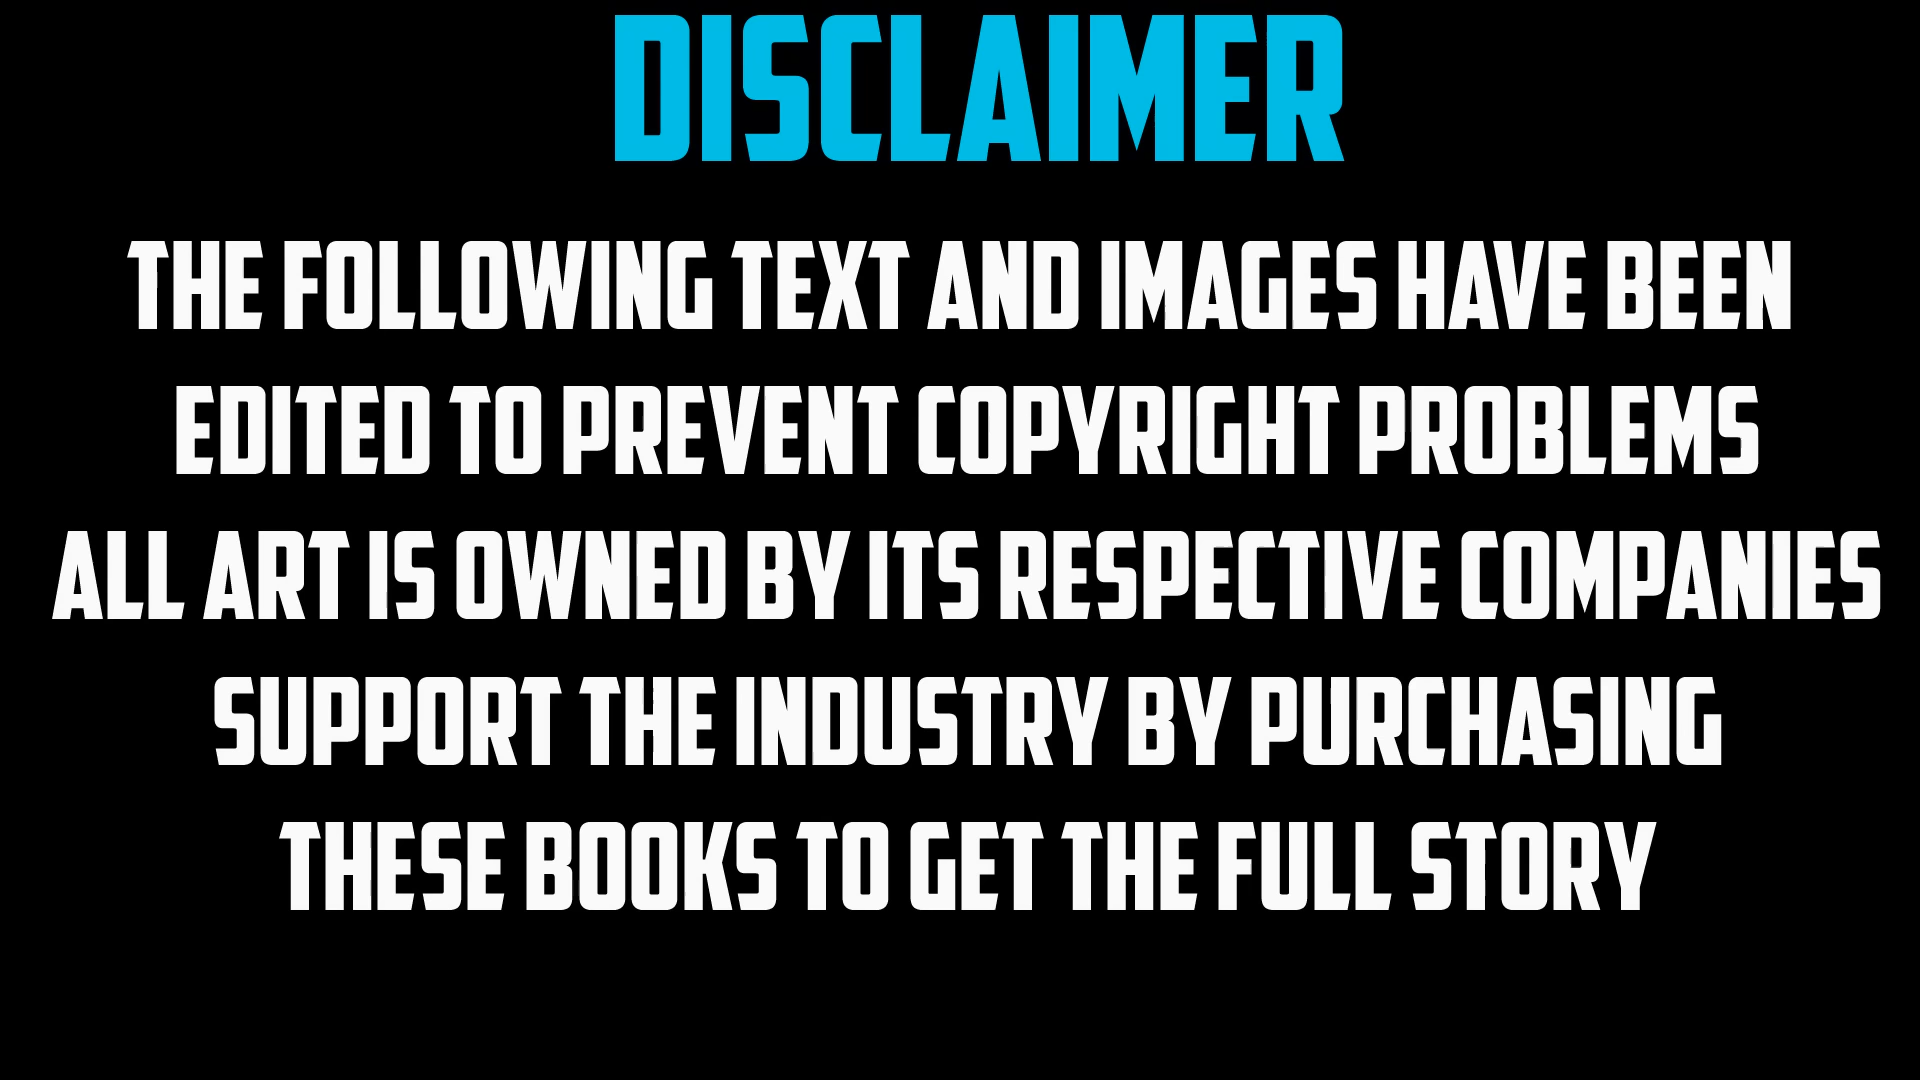 DISCLAIMER
THE FOLLOWING TEXT AND IMAGES HAVE BEEN
EDITED TO PREVENT COPYRIGHT PROBLEMS
ALL ART IS OWNED BY ITS RESPECTIVE COMPANIES
SUPPORT THE INDUSTRY BY PURCHASING
THESE BOOKS TO GET THE FULL STORY